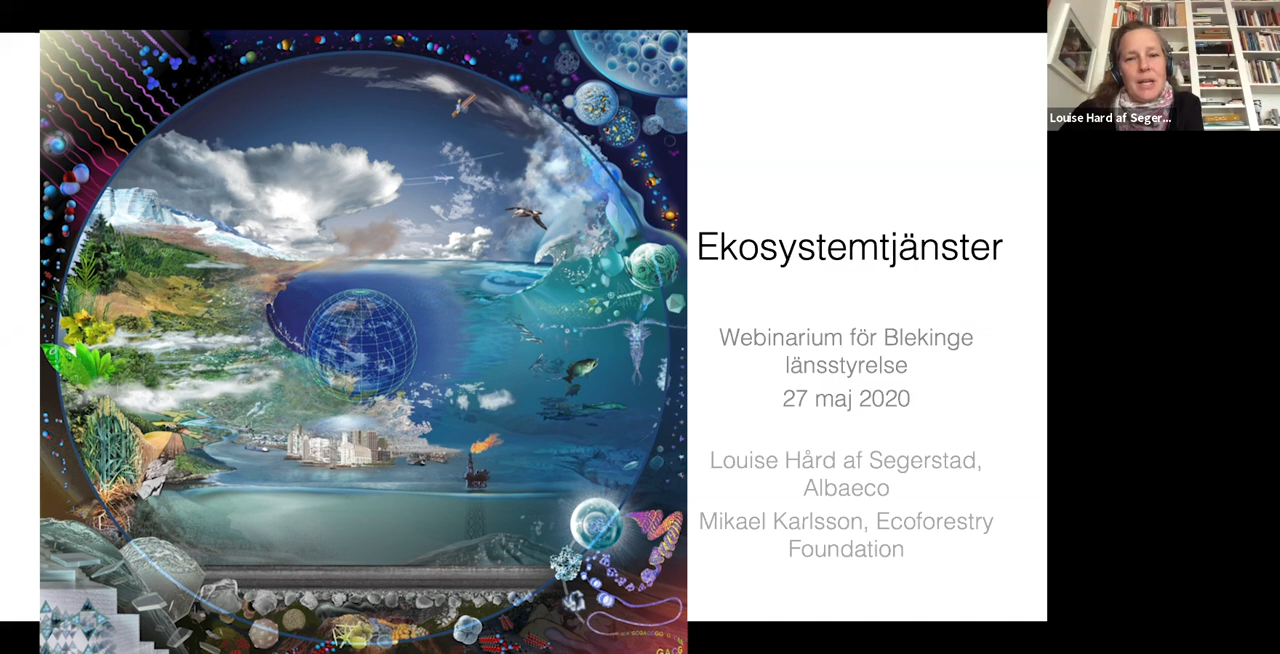 Louise Hard af Seger...
Ekosystemtjänster
Webinarium för Blekinge
länsstyrelse
27 maj 2020
Louise Hård af Segerstad,
Albaeco
Mikael Karlsson, Ecoforestry
Foundation